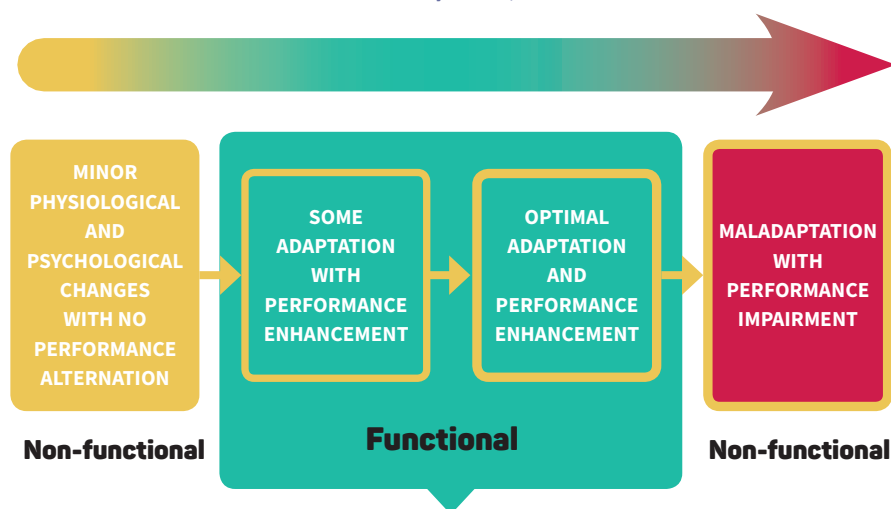 MINOR
PHYSIOLOGICAL
AND
PSYCHOLOGICAL
CHANGES
WITH NO
PERFORMANCE
ALTERNATION
SOME
ADAPTATION
WITH
PERFORMANCE
ENHANCEMENT
OPTIMAL
ADAPTATION
AND
PERFORMANCE
ENHANCEMENT
MALADAPTATION
WITH
PERFORMANCE
IMPAIRMENT
Non-functional
Functional
Non-functional